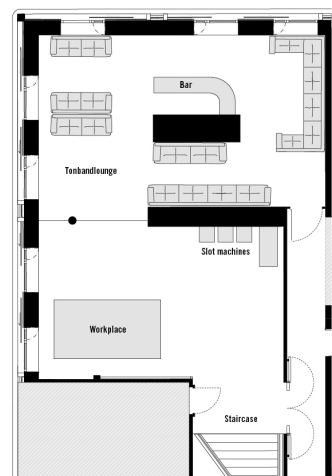 Bar
Tonbandlounge
Slot machines
Workplace
Staircase